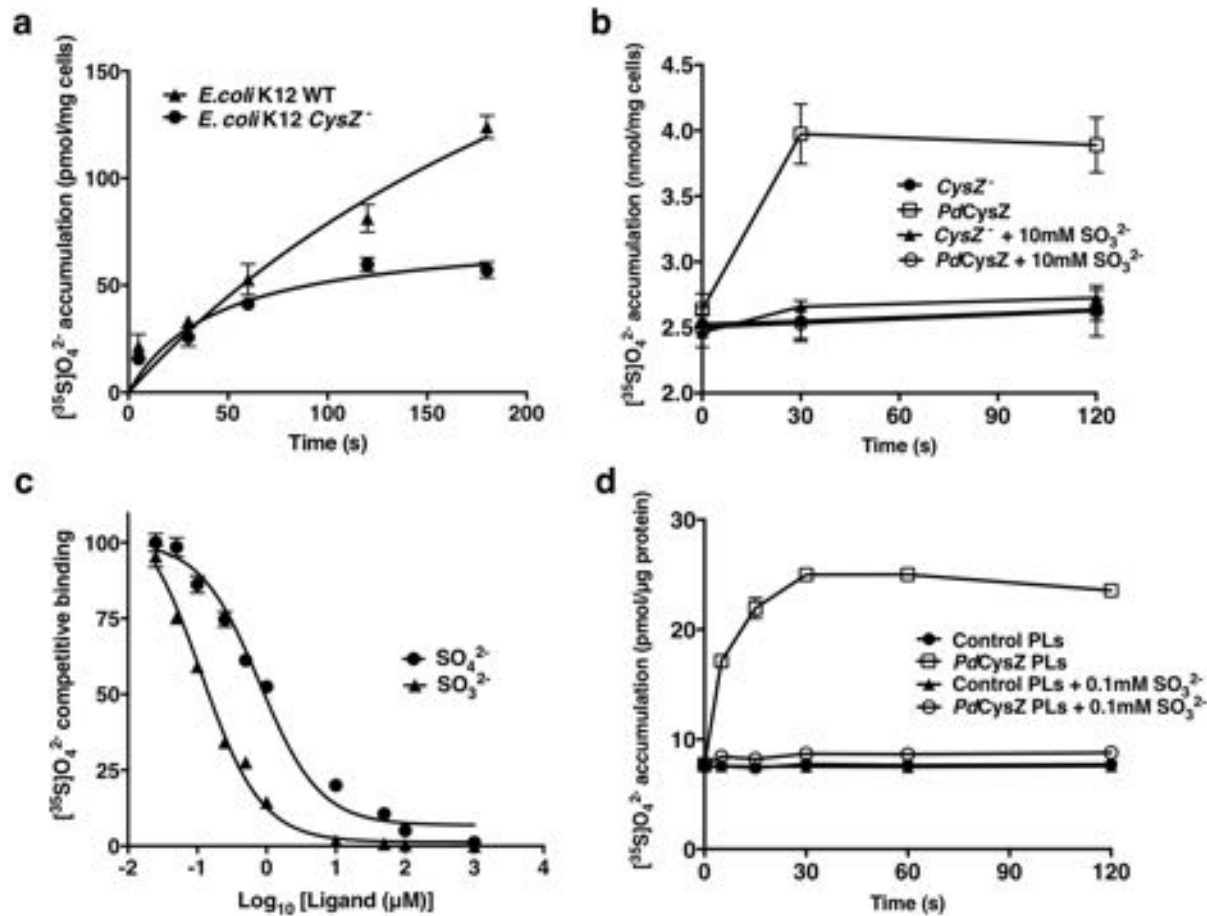 a
[³⁵S]O₄²⁻ accumulation (pmol/mg cells)
150
100
50
0
0 50 100 150 200
Time (s)
E.coli K12 WT
E. coli K12 CysZ⁻
b
[³⁵S]O₄²⁻ accumulation (nmol/mg cells)
4.5
4.0
3.5
3.0
2.5
2.0
0 30 60 90 120
Time (s)
CysZ⁻
PdCysZ
CysZ⁻ + 10mM SO₃²⁻
PdCysZ + 10mM SO₃²⁻
c
[³⁵S]O₄²⁻ competitive binding
100
75
50
25
0
-2 -1 0 1 2 3 4
Log₁₀ [Ligand (µM)]
SO₄²⁻
SO₃²⁻
d
[³⁵S]O₄²⁻ accumulation (pmol/µg protein)
30
20
10
0
0 30 60 90 120
Time (s)
Control PLs
PdCysZ PLs
Control PLs + 0.1mM SO₃²⁻
PdCysZ PLs + 0.1mM SO₃²⁻